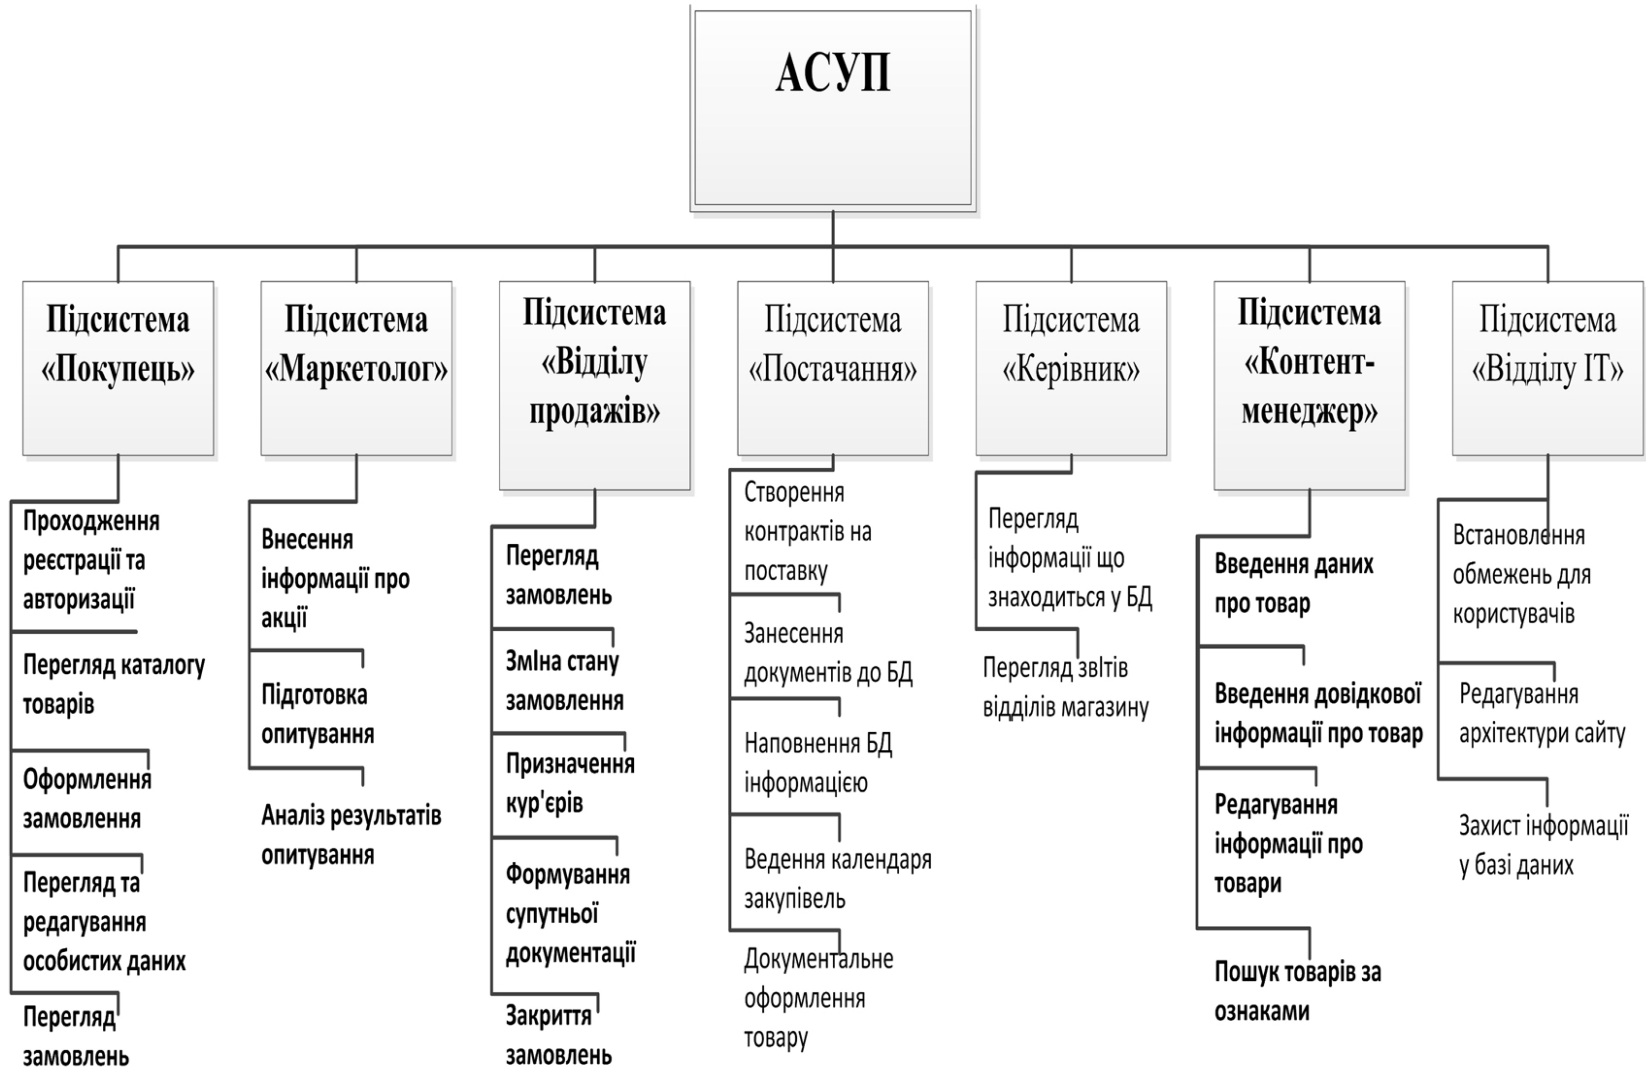 АСУП
Підсистема
«Покупець»
Проходження
реєстрації та
авторизації
Перегляд каталогу
товарів
Оформлення
замовлення
Перегляд та
редагування
особистих даних
Перегляд
замовлень
Підсистема
«Маркетолог»
Внесення
інформації про
акції
Підготовка
опитування
Аналіз результатів
опитування
Підсистема
«Відділу
продажів»
Перегляд
замовлень
ЗмІна стану
замовлення
Призначення
кур'єрів
Формування
супутньої
документації
Закриття
замовлень
Підсистема
«Постачання»
Створення
контрактів на
поставку
Занесення
документів до БД
Наповнення БД
інформацією
Ведення календаря
закупівель
Документальне
оформлення
товару
Підсистема
«Керівник»
Перегляд
інформації що
знаходиться у БД
Перегляд звІтів
відділів магазину
Підсистема
«Контент-
менеджер»
Введення даних
про товар
Введення довідкової
інформації про товар
Редагування
інформації про
товари
Пошук товарів за
ознаками
Підсистема
«Відділу ІТ»
Встановлення
обмежень для
користувачів
Редагування
архітектури сайту
Захист інформації
у базі даних